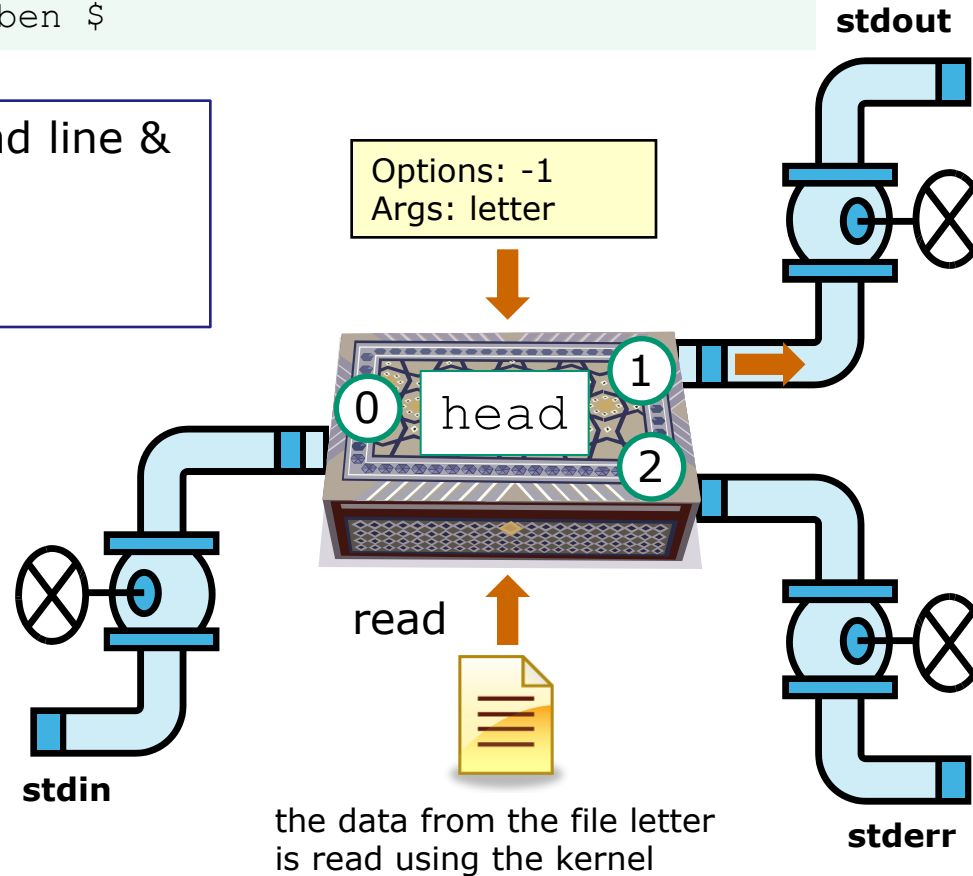 ben $
stdout
nd line &
Options: -1
Args: letter
1
0
head
2
read
stdin
the data from the file letter
is read using the kernel
stderr